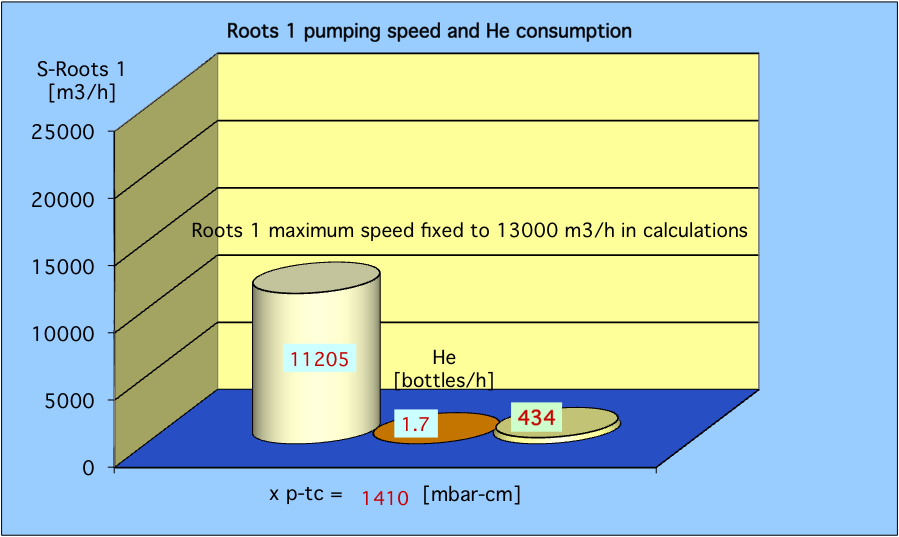 Roots 1 pumping speed and He consumption
S-Roots 1
[m3/h]
25000
20000
Roots 1 maximum speed fixed to 13000 m3/h in calculations
15000
10000
11205
He
[bottles/h]
5000
1.7
434
0
x p-tc = 1410 [mbar-cm]